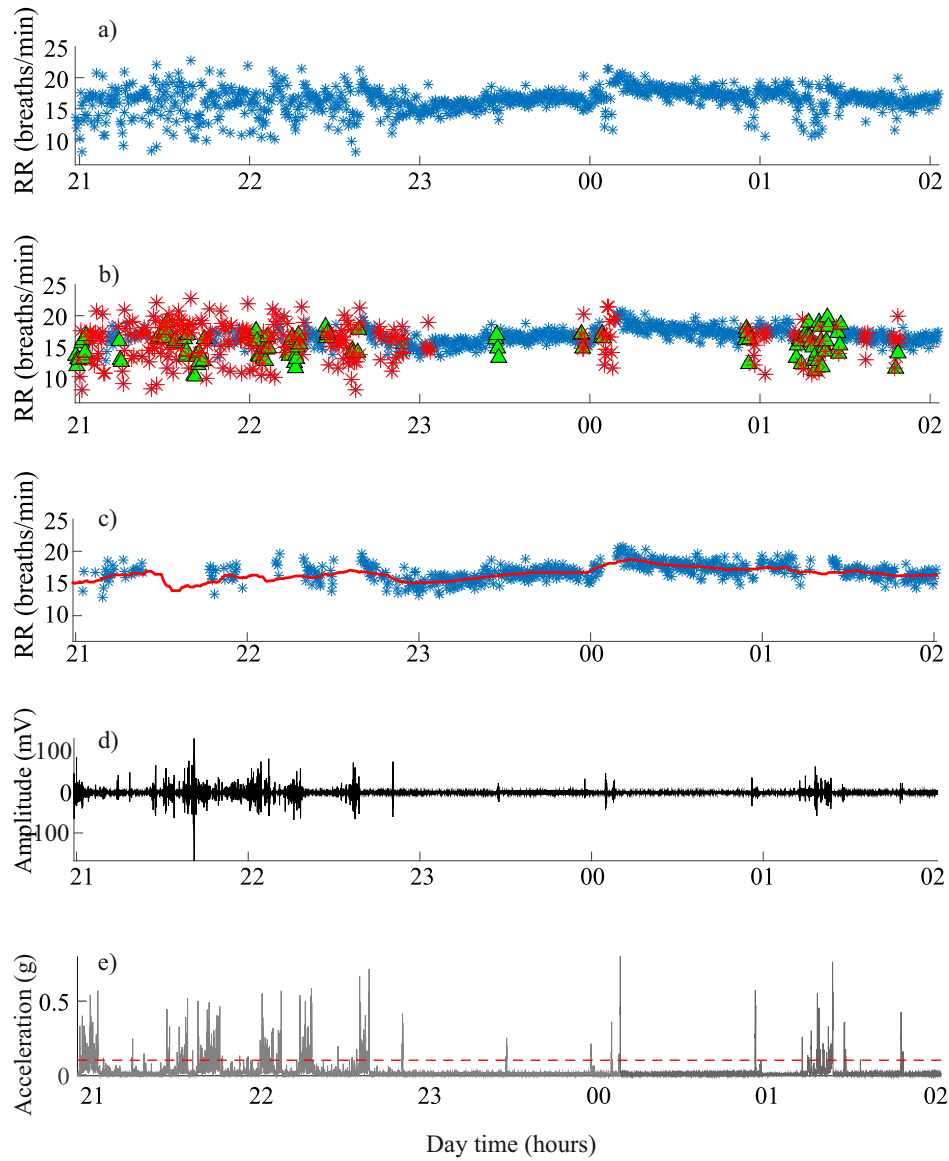 a)
RR (breaths/min)
25
20
15
10
21 22 23 00 01 02
b)
RR (breaths/min)
25
20
15
10
21 22 23 00 01 02
c)
RR (breaths/min)
25
20
15
10
21 22 23 00 01 02
d)
Amplitude (mV)
100
0
100
21 22 23 00 01 02
e)
Acceleration (g)
0.5
0
21 22 23 00 01 02
Day time (hours)